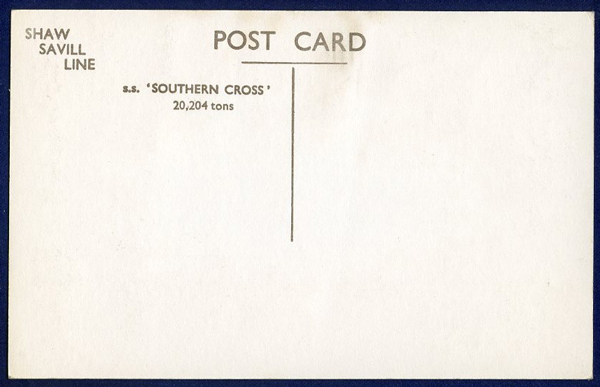 SHAW
SAVILL
LINE
POST CARD
s.s. 'SOUTHERN CROSS'
20,204 tons